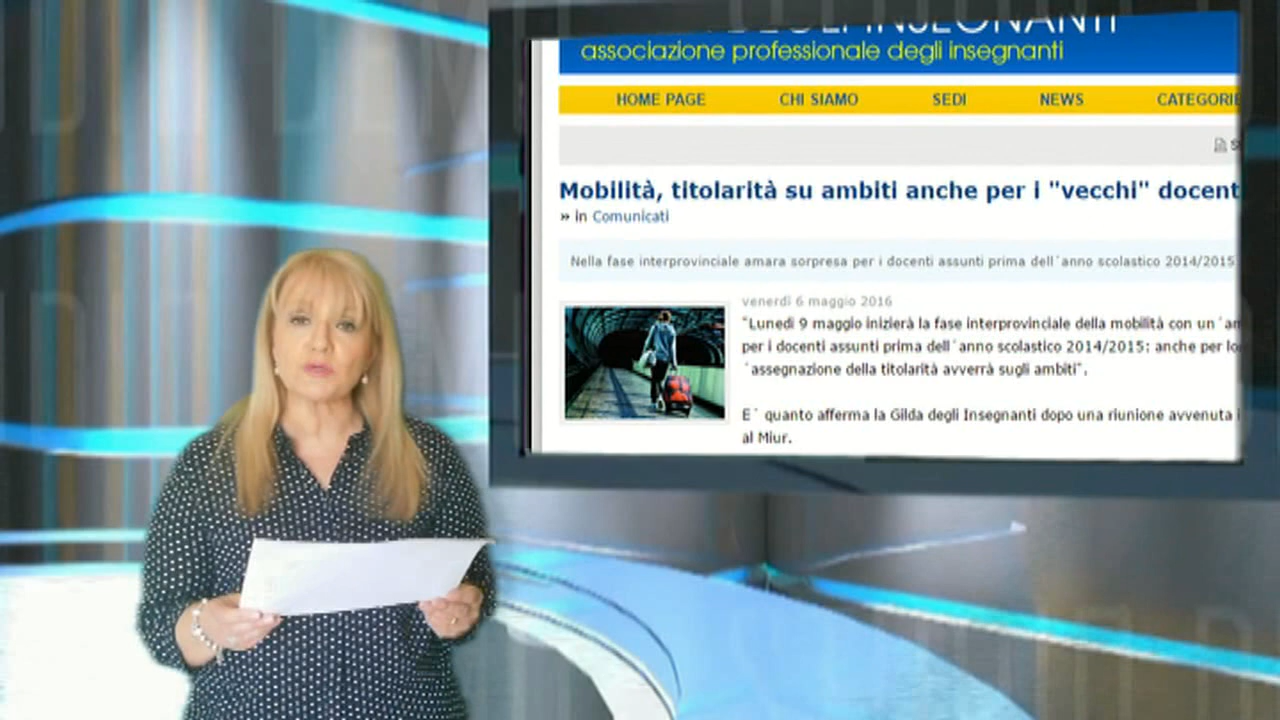 INSEGNANTI
associazione professionale degli insegnanti
HOME PAGE CHI SIAMO SEDI NEWS
Mobilità, titolarità su ambiti anche per i "vecchi"
» in Comunicati
Nella fase interprovinciale amara sorpresa per i docenti assunti prima dell´anno scolastico 2014/2015
venerdì 6 maggio 2016
"Lunedì 9 maggio inizierà la fase interprovinciale della mobilità con un´
per i docenti assunti prima dell´anno scolastico 2014/2015: anche per
´assegnazione della titolarità avverrà sugli ambiti".
E´ quanto afferma la Gilda degli Insegnanti dopo una riunione avvenuta
al Miur.